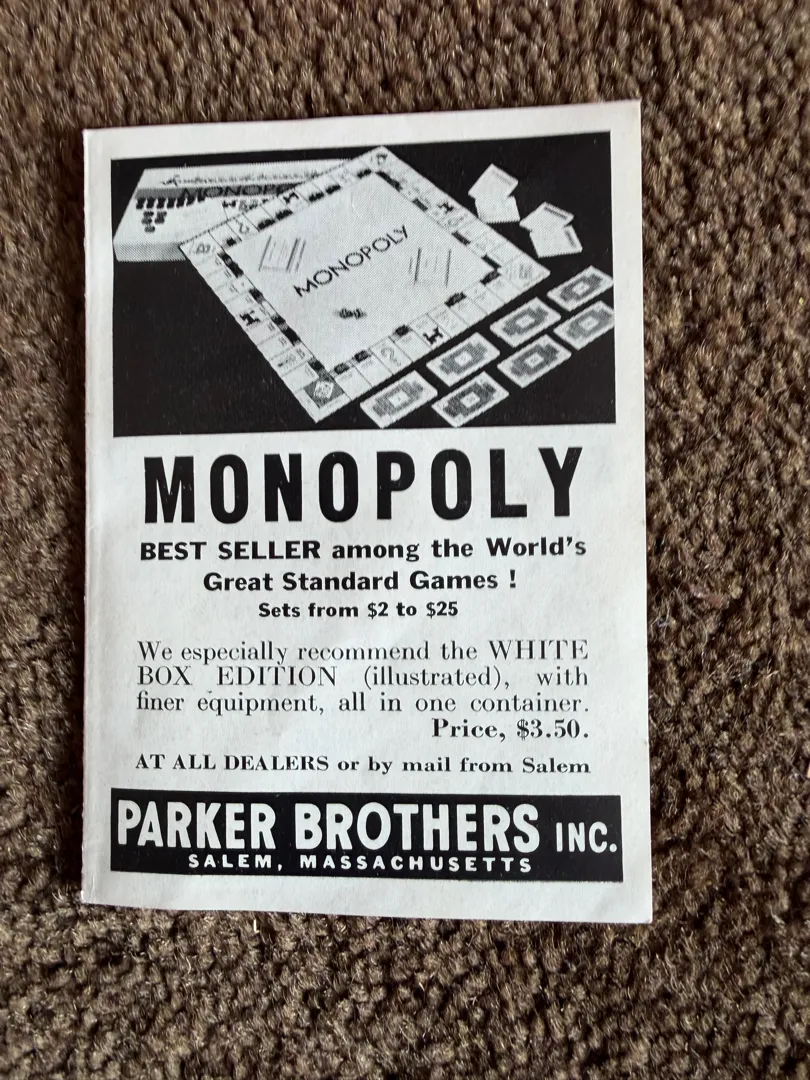 MONOPOLY
MONOPOLY
BEST SELLER among the World's
Great Standard Games !
Sets from $2 to $25
We especially recommend the WHITE
BOX EDITION (illustrated), with
finer equipment, all in one container.
Price, $3.50.
AT ALL DEALERS or by mail from Salem
PARKER BROTHERS INC.
SALEM, MASSACHUSETTS